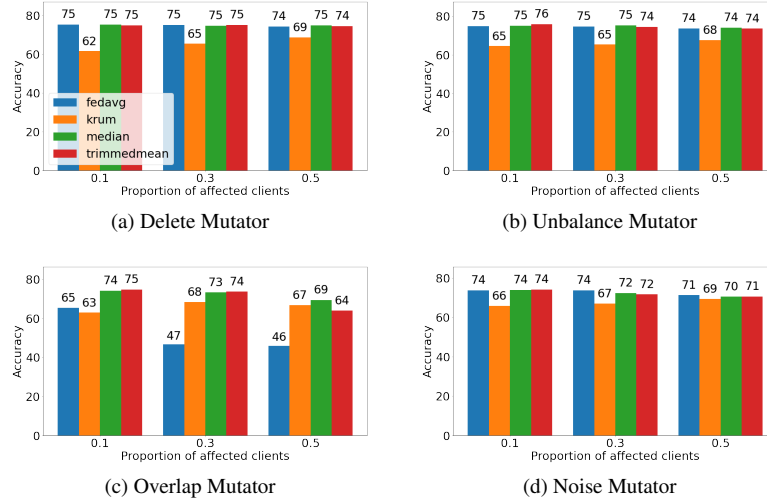 75 75 75 75 75 74 75 74
62 65 69
80
60
40
20
0
Accuracy
fedavg
krum
median
trimmedmean
0.1 0.3 0.5
Proportion of affected clients
(a) Delete Mutator
75 75 76 75 75 74 74 74 74
65 65 68
80
60
40
20
0
Accuracy
0.1 0.3 0.5
Proportion of affected clients
(b) Unbalance Mutator
65 63 74 75 47 68 73 74 46 67 69 64
80
60
40
20
0
Accuracy
0.1 0.3 0.5
Proportion of affected clients
(c) Overlap Mutator
74 66 74 74 74 67 72 72 71 69 70 71
80
60
40
20
0
Accuracy
0.1 0.3 0.5
Proportion of affected clients
(d) Noise Mutator